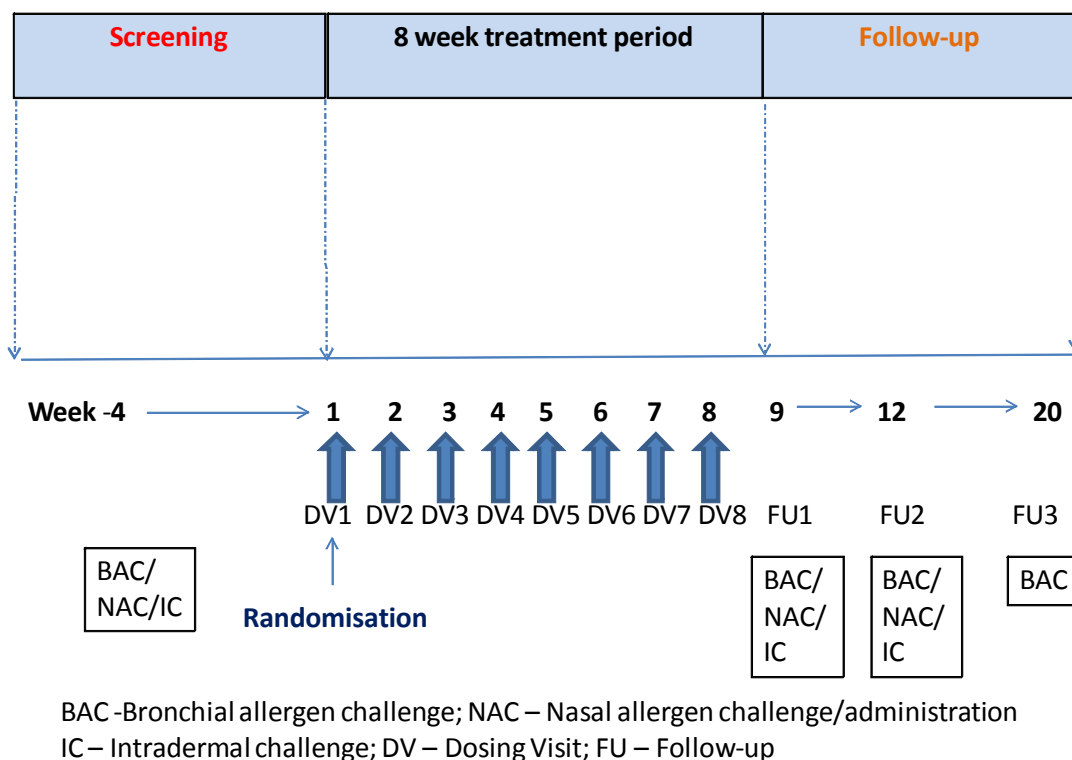 Screening 8 week treatment period Follow-up
Week -4 1 2 3 4 5 6 7 8 9 12 20
DV1 DV2 DV3 DV4 DV5 DV6 DV7 DV8 FU1 FU2 FU3
BAC/
NAC/IC
Randomisation
BAC/
NAC/
IC
BAC/
NAC/
IC
BAC
BAC -Bronchial allergen challenge; NAC – Nasal allergen challenge/administration
IC – Intradermal challenge; DV – Dosing Visit; FU – Follow-up